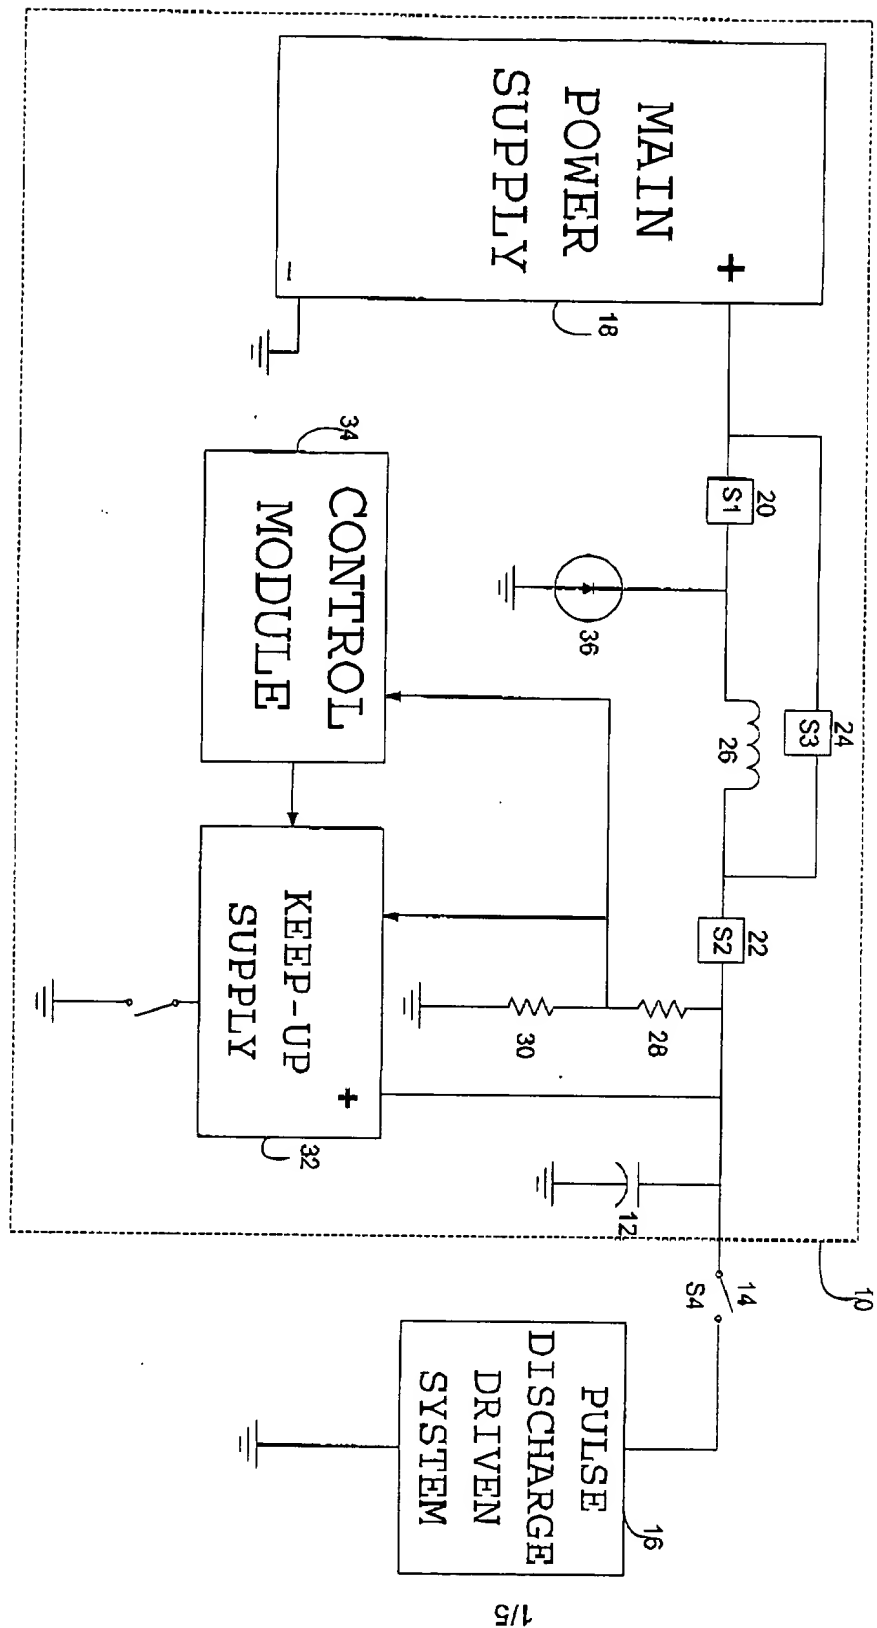 MAIN
POWER
SUPPLY
+
-
18
20
S1
24
S3
36
26
22
S2
34
CONTROL
MODULE
KEEP-UP
SUPPLY
+
32
28
30
12
10
14
S4
PULSE
DISCHARGE
DRIVEN
SYSTEM
16
1/5